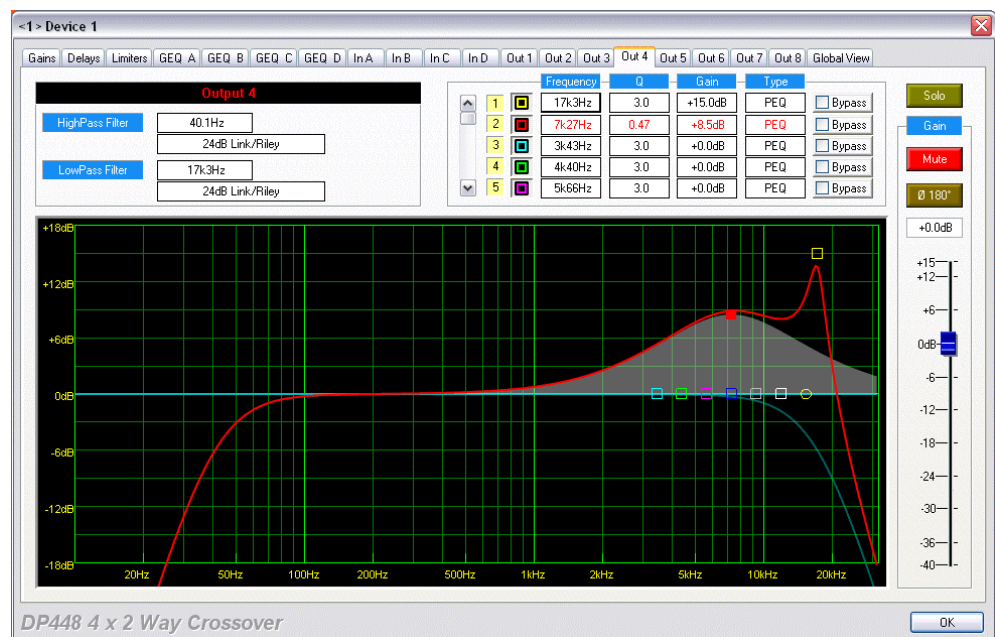 <1> Device 1
Gains Delays Limiters GEQ A GEQ B GEQ C GEQ D In A In B In C In D Out 1 Out 2 Out 3 Out 4 Out 5 Out 6 Out 7 Out 8 Global View
Output 4
HighPass Filter 40.1Hz
24dB Link/Riley
LowPass Filter 17k3Hz
24dB Link/Riley
Frequency Q Gain Type
1 17k3Hz 3.0 +15.0dB PEQ Bypass
2 7k27Hz 0.47 +8.5dB PEQ Bypass
3 3k43Hz 3.0 +0.0dB PEQ Bypass
4 4k40Hz 3.0 +0.0dB PEQ Bypass
5 5k66Hz 3.0 +0.0dB PEQ Bypass
Solo
Gain
Mute
Ø 180°
+0.0dB
+15
+12
+6
0dB
-6
-12
-18
-24
-30
-36
-40
+18dB
+12dB
+6dB
0dB
-6dB
-12dB
-18dB
20Hz 50Hz 100Hz 200Hz 500Hz 1kHz 2kHz 5kHz 10kHz 20kHz
DP448 4 x 2 Way Crossover
OK